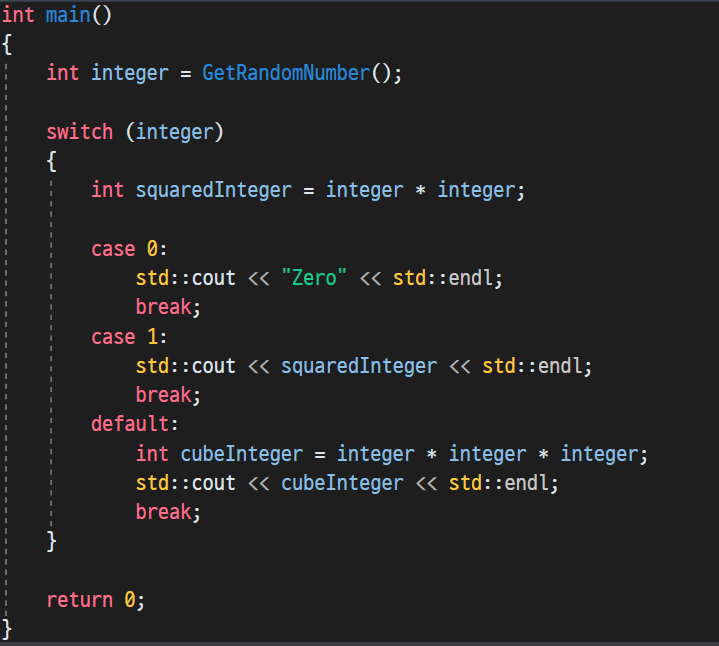 int main()
{
    int integer = GetRandomNumber();

    switch (integer)
    {
        int squaredInteger = integer * integer;

        case 0:
            std::cout << "Zero" << std::endl;
            break;
        case 1:
            std::cout << squaredInteger << std::endl;
            break;
        default:
            int cubeInteger = integer * integer * integer;
            std::cout << cubeInteger << std::endl;
            break;
    }

    return 0;
}